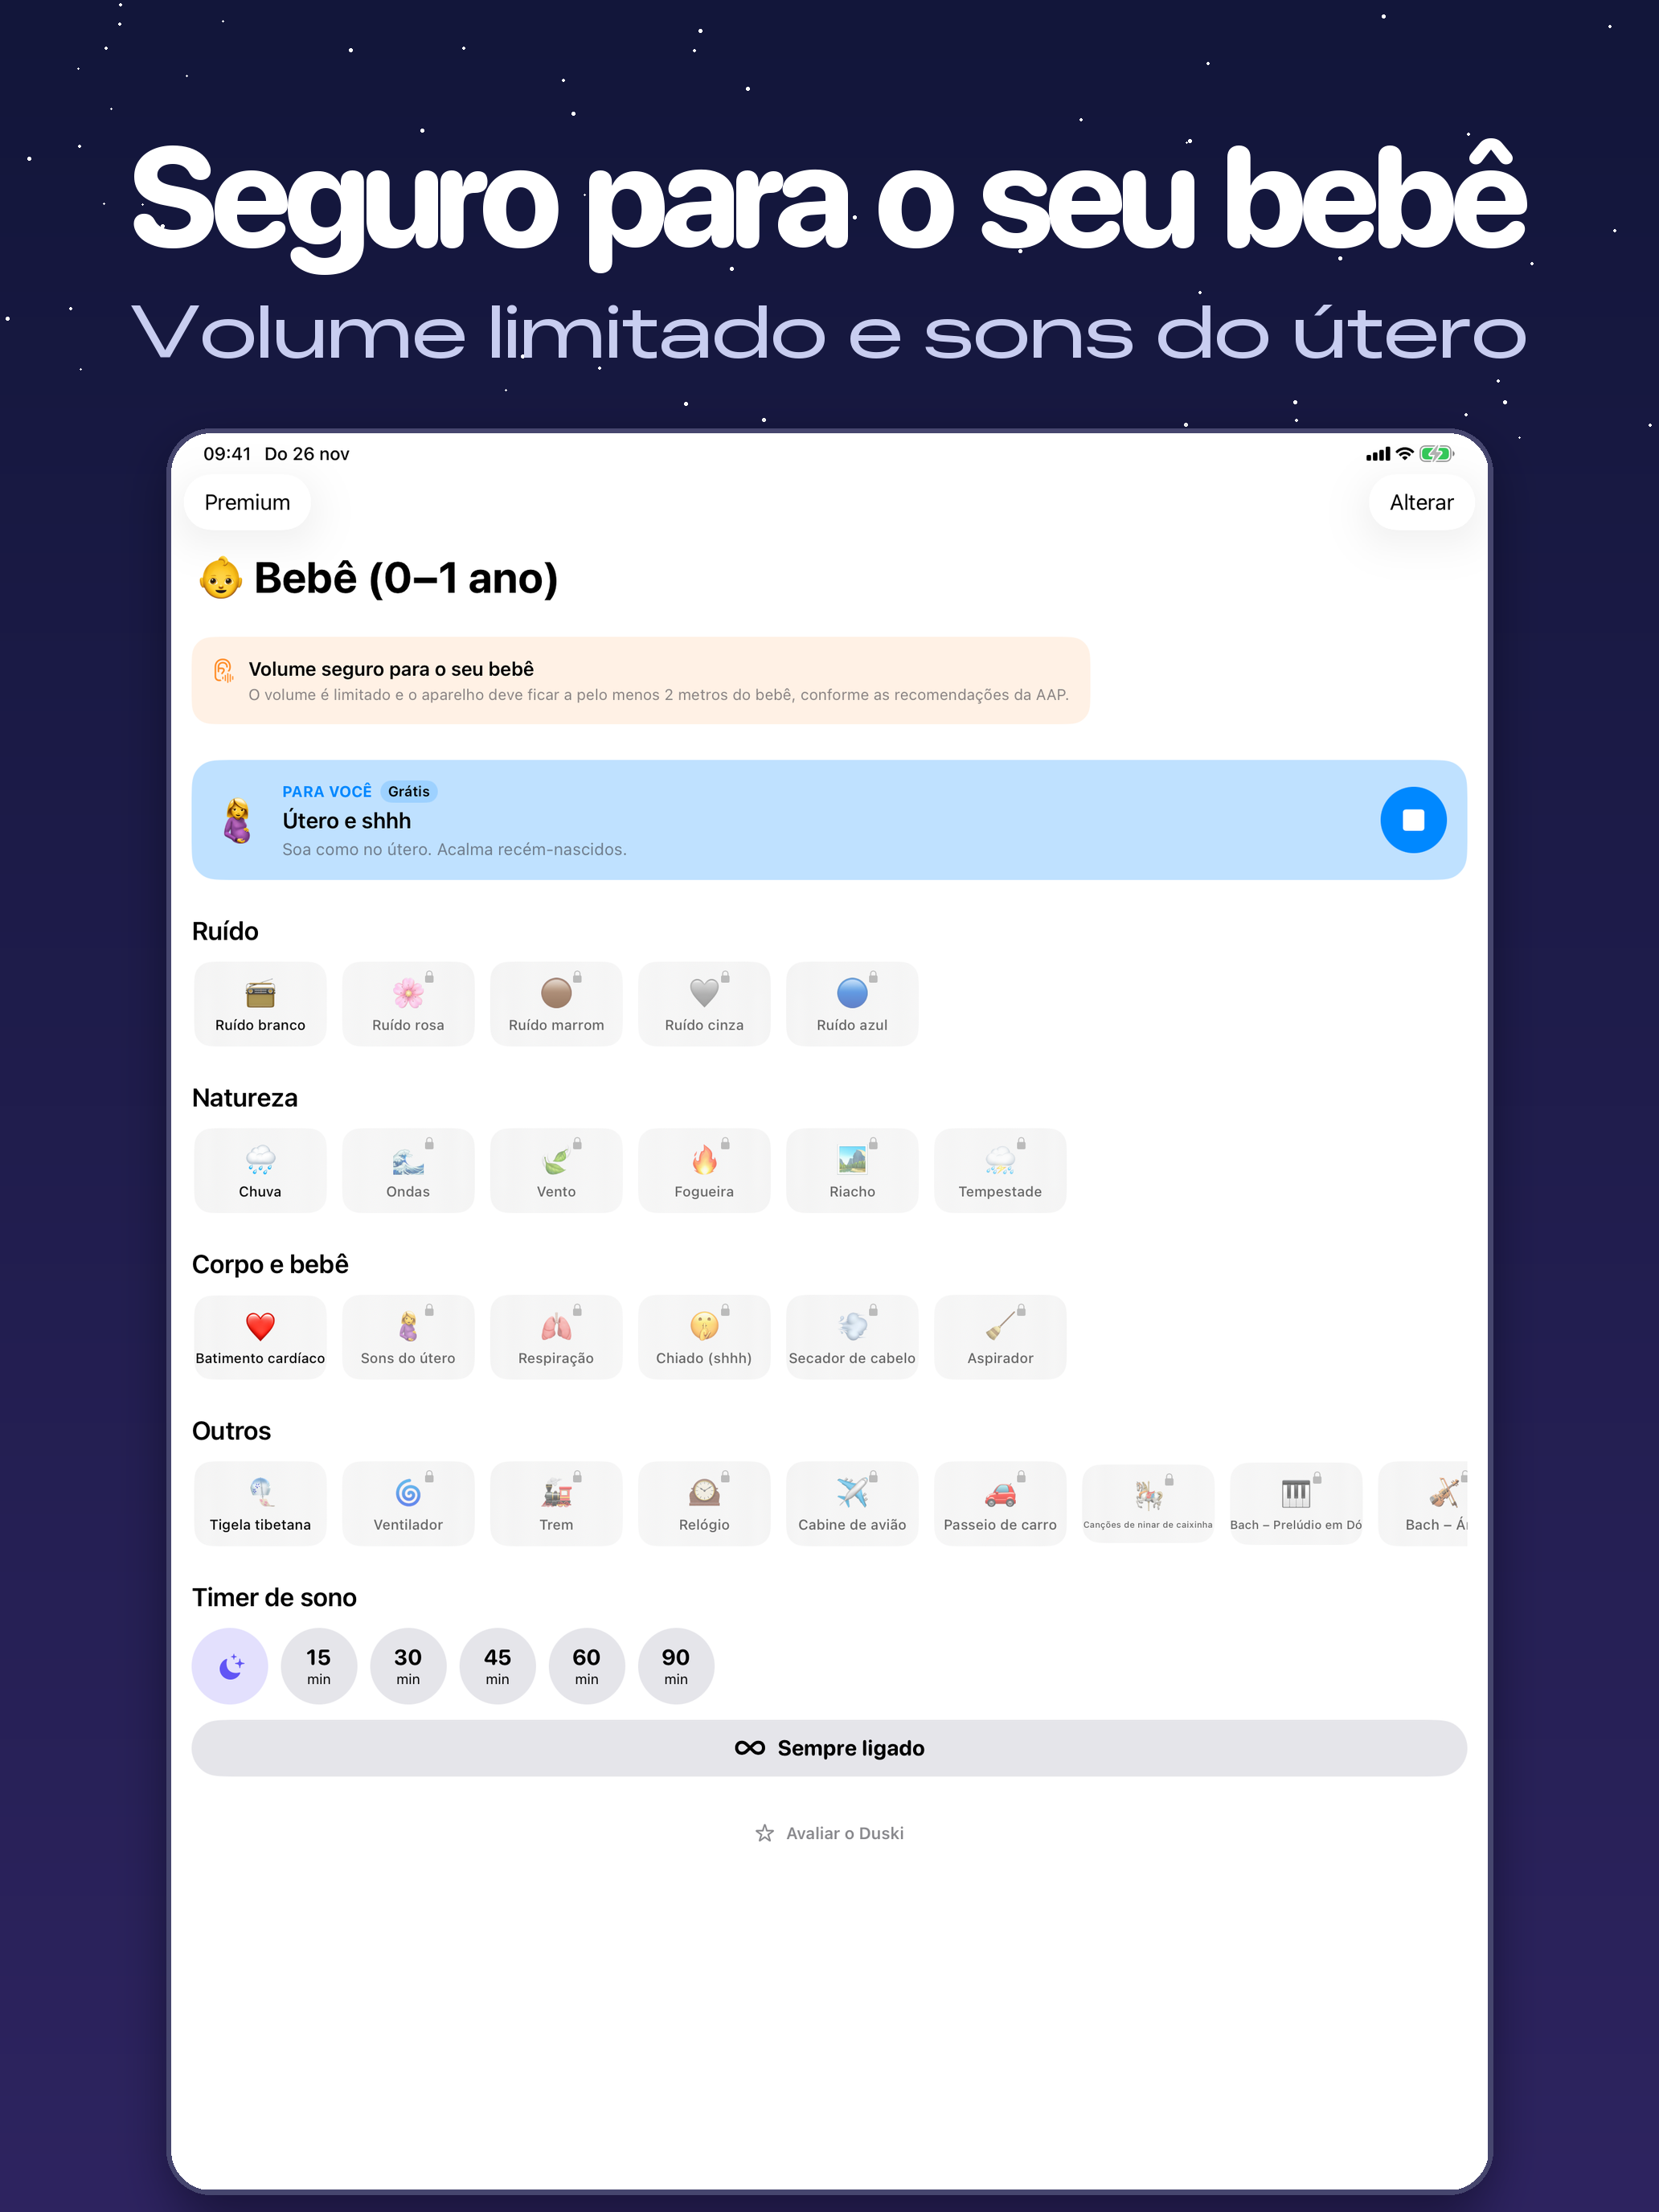 Seguro para o seu bebê
Volume limitado e sons do útero
09:41 Do 26 nov
Premium
Alterar
Bebê (0–1 ano)
Volume seguro para o seu bebê
O volume é limitado e o aparelho deve ficar a pelo menos 2 metros do bebê, conforme as recomendações da AAP.
PARA VOCÊ Grátis
Útero e shhh
Soa como no útero. Acalma recém-nascidos.
Ruído
Ruído branco
Ruído rosa
Ruído marrom
Ruído cinza
Ruído azul
Natureza
Chuva
Ondas
Vento
Fogueira
Riacho
Tempestade
Corpo e bebê
Batimento cardíaco
Sons do útero
Respiração
Chiado (shhh)
Secador de cabelo
Aspirador
Outros
Tigela tibetana
Ventilador
Trem
Relógio
Cabine de avião
Passeio de carro
Canções de ninar de caixinha
Bach – Prelúdio em Dó
Bach –
Timer de sono
15 min
30 min
45 min
60 min
90 min
Sempre ligado
Avaliar o Duski